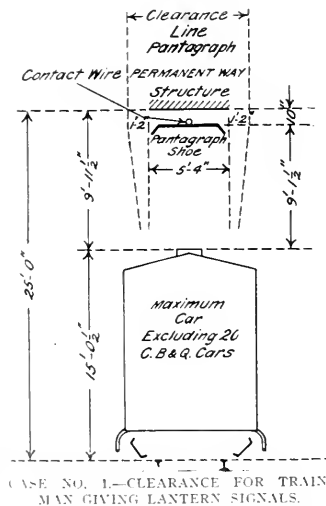 Clearance
Line
Pantagraph
Contact Wire PERMANENT WAY
Structure
1'-2" 1'-2" 10"
Pantagraph
Shoe
5'-4"
9'-11½"
9'-1½"
25'-0"
15'-0½"
Maximum
Car
Excluding 20
C.B & Q. Cars
CASE NO. 1.—CLEARANCE FOR TRAIN
MAN GIVING LANTERN SIGNALS.